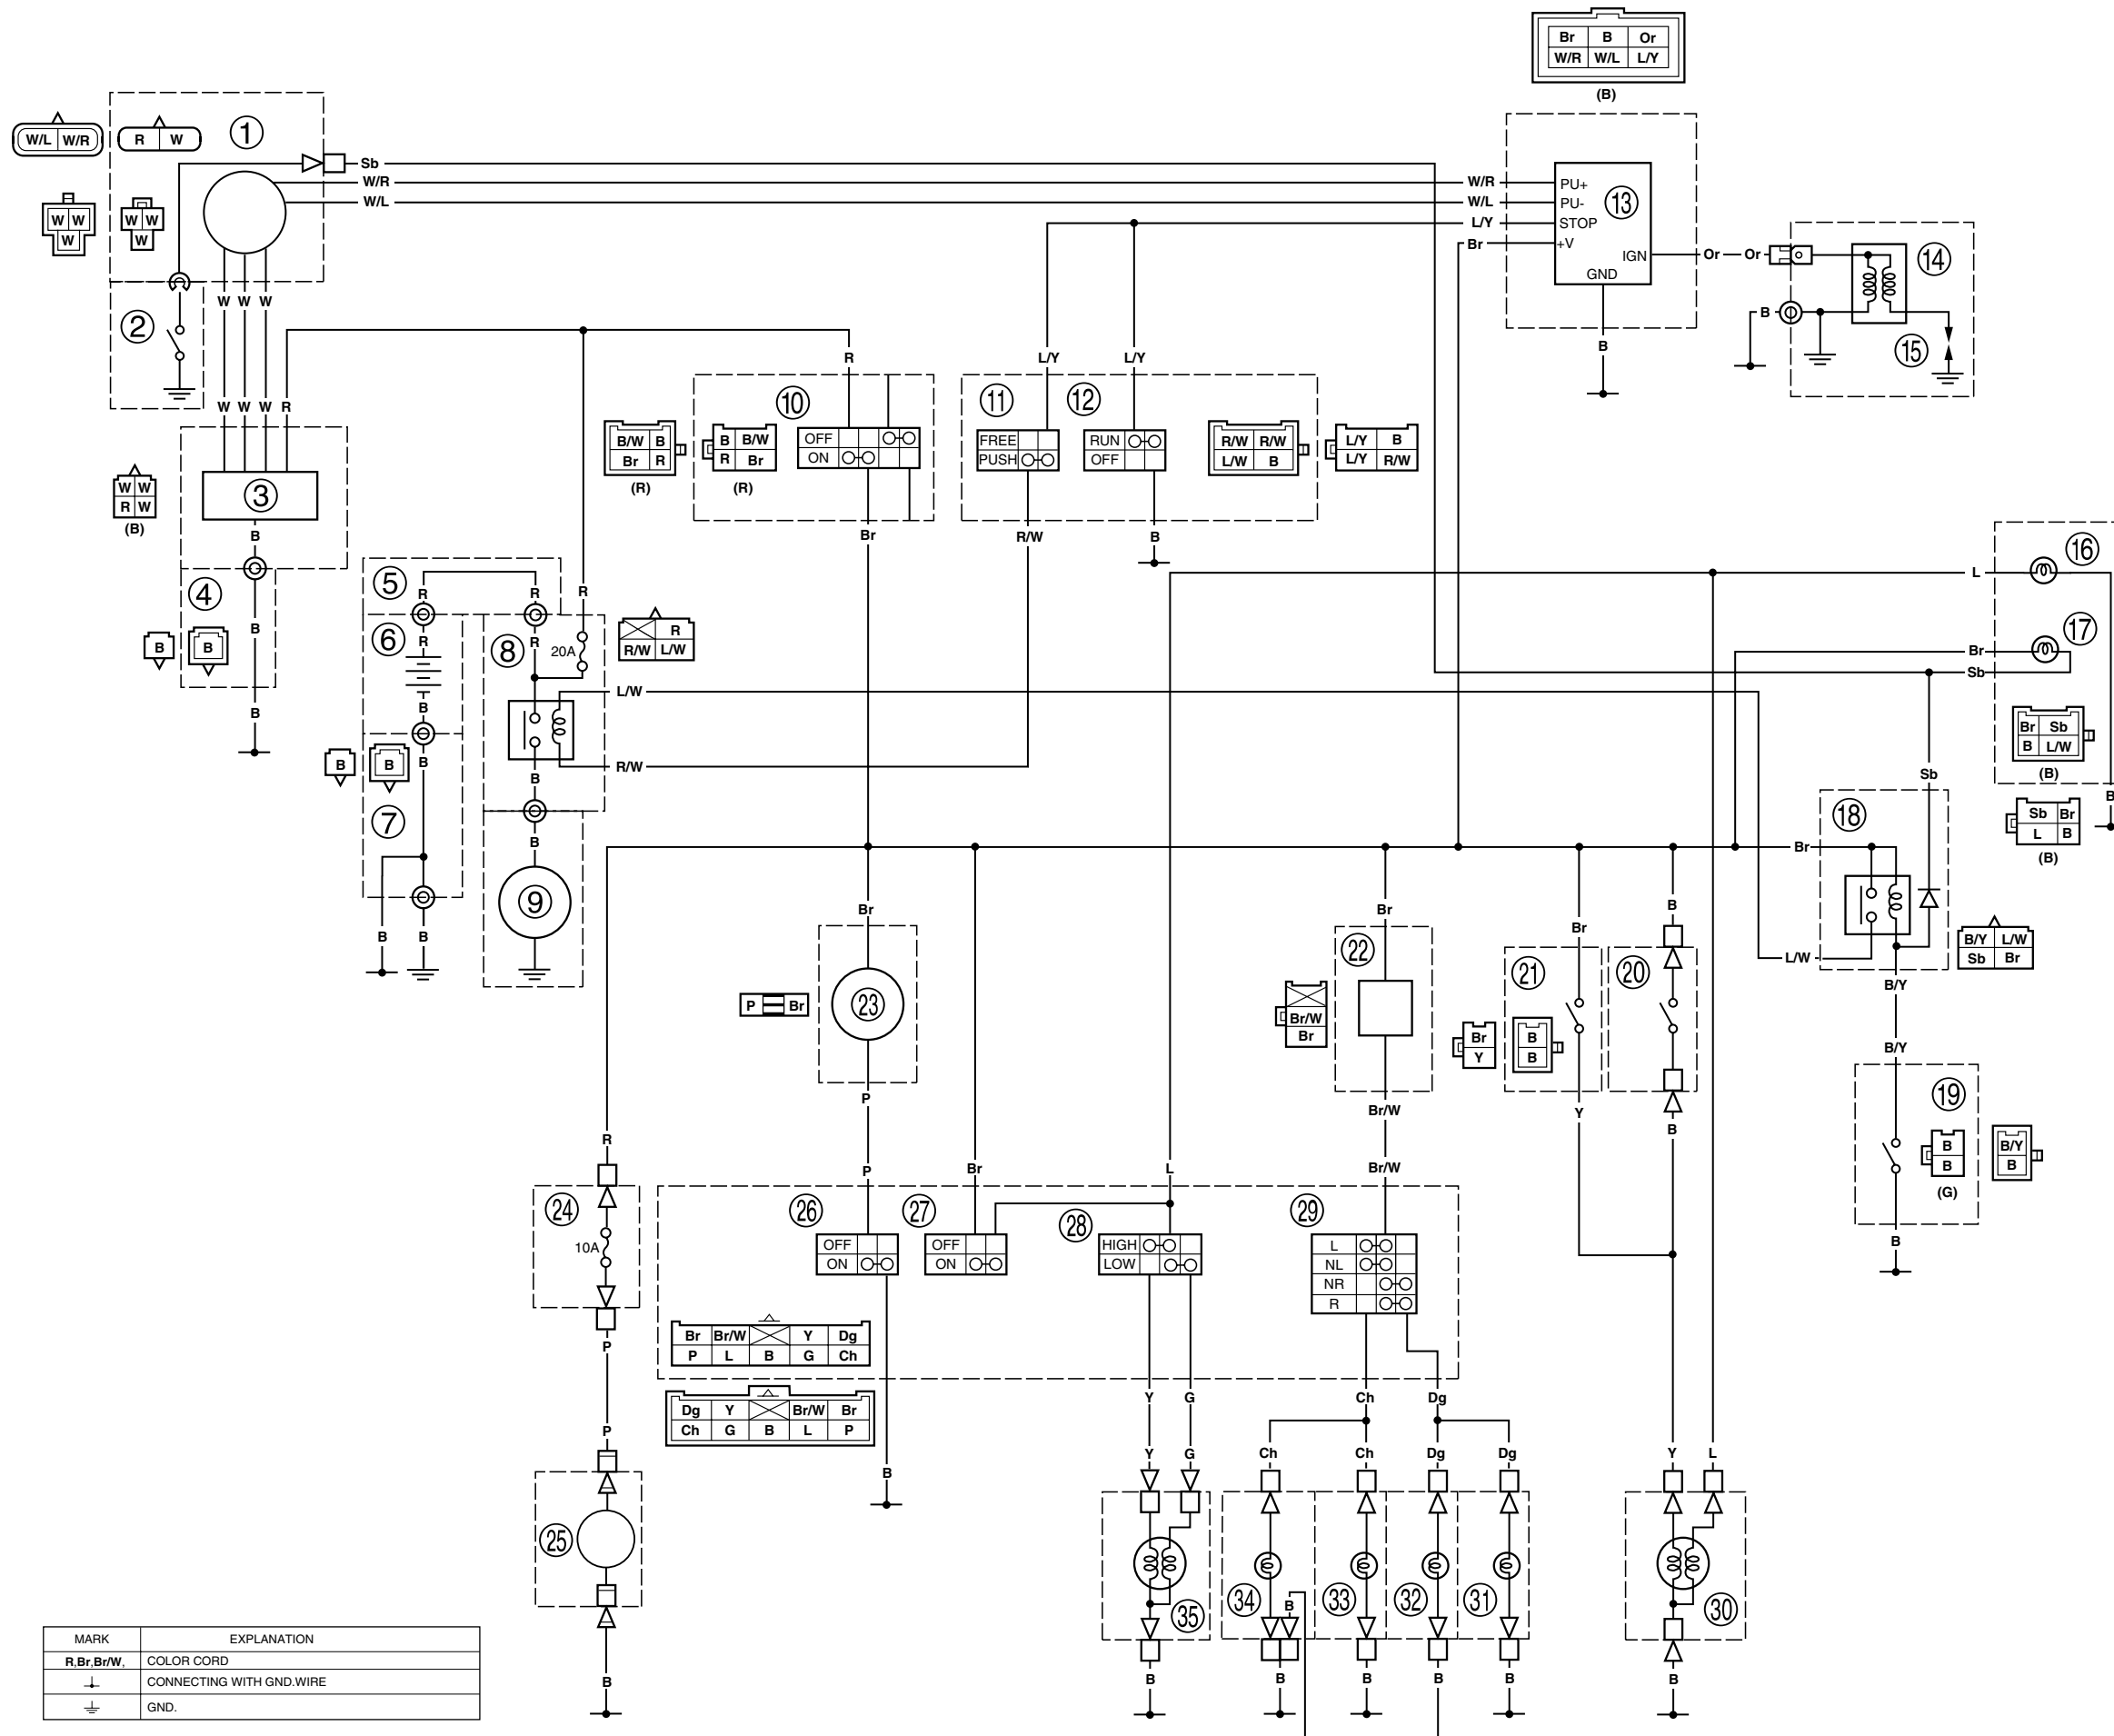 Br B Or
W/R W/L L/Y
(B)
W/L W/R
R W
1
Sb
W/R
W/L
W W
W
W W
W
W/R
W/L
L/Y
Br
PU+
PU-
STOP
+V
IGN
GND
13
Or Or
14
B
15
B
2
W W W
W W W R
R
L/Y
L/Y
10
OFF
ON
B/W B
Br R
(R)
B B/W
R Br
(R)
11
FREE
PUSH
12
RUN
OFF
R/W R/W
L/W B
L/Y B
L/Y R/W
3
W W
R W
(B)
B
4
B
B
B
B
Br
R/W
B
5
R R
R
6
R
B
8
R
20A
R
R/W L/W
L/W
R/W
B
B
B
B
7
B
B
9
B B
L
16
Br
17
Sb
Br Sb
B L/W
(B)
Sb Br
L B
(B)
B
Sb
18
Br
L/W
B/Y L/W
Sb Br
B/Y
B/Y
19
B
B
(G)
B/Y
B
B
Br
23
P Br
P
P
Br
22
Br/W
Br
Br/W
Br/W
Br
21
Br
Y
B
B
Y
B
20
B
R
24
10A
P
P
25
B
Br
L
26
OFF
ON
27
OFF
ON
28
HIGH
LOW
29
L
NL
NR
R
Br Br/W Y Dg
P L B G Ch
Dg Y Br/W Br
Ch G B L P
B
Y G
Y G
Ch Dg
Ch Ch Dg Dg
Y L
35
34
B
33
32
31
30
B B B B B B
MARK EXPLANATION
R,Br,Br/W, COLOR CORD
CONNECTING WITH GND.WIRE
GND.